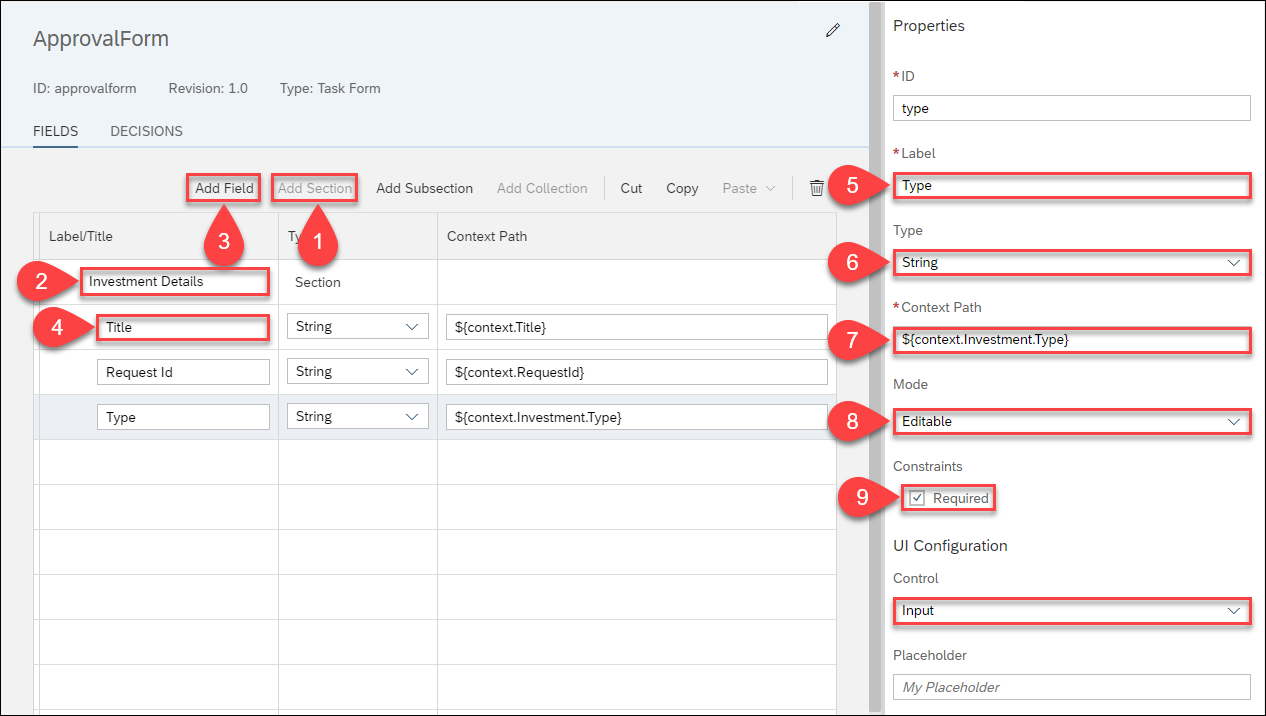 ApprovalForm
ID: approvalform Revision: 1.0 Type: Task Form
FIELDS DECISIONS
Add Field Add Section Add Subsection Add Collection Cut Copy Paste
3 1
Label/Title Ty Context Path
2 Investment Details Section
4 Title String ${context.Title}
Request Id String ${context.RequestId}
Type String ${context.Investment.Type}
Properties
*ID
type
*Label
5 Type
Type
6 String
*Context Path
7 ${context.Investment.Type}
Mode
8 Editable
Constraints
9 Required
UI Configuration
Control
Input
Placeholder
My Placeholder